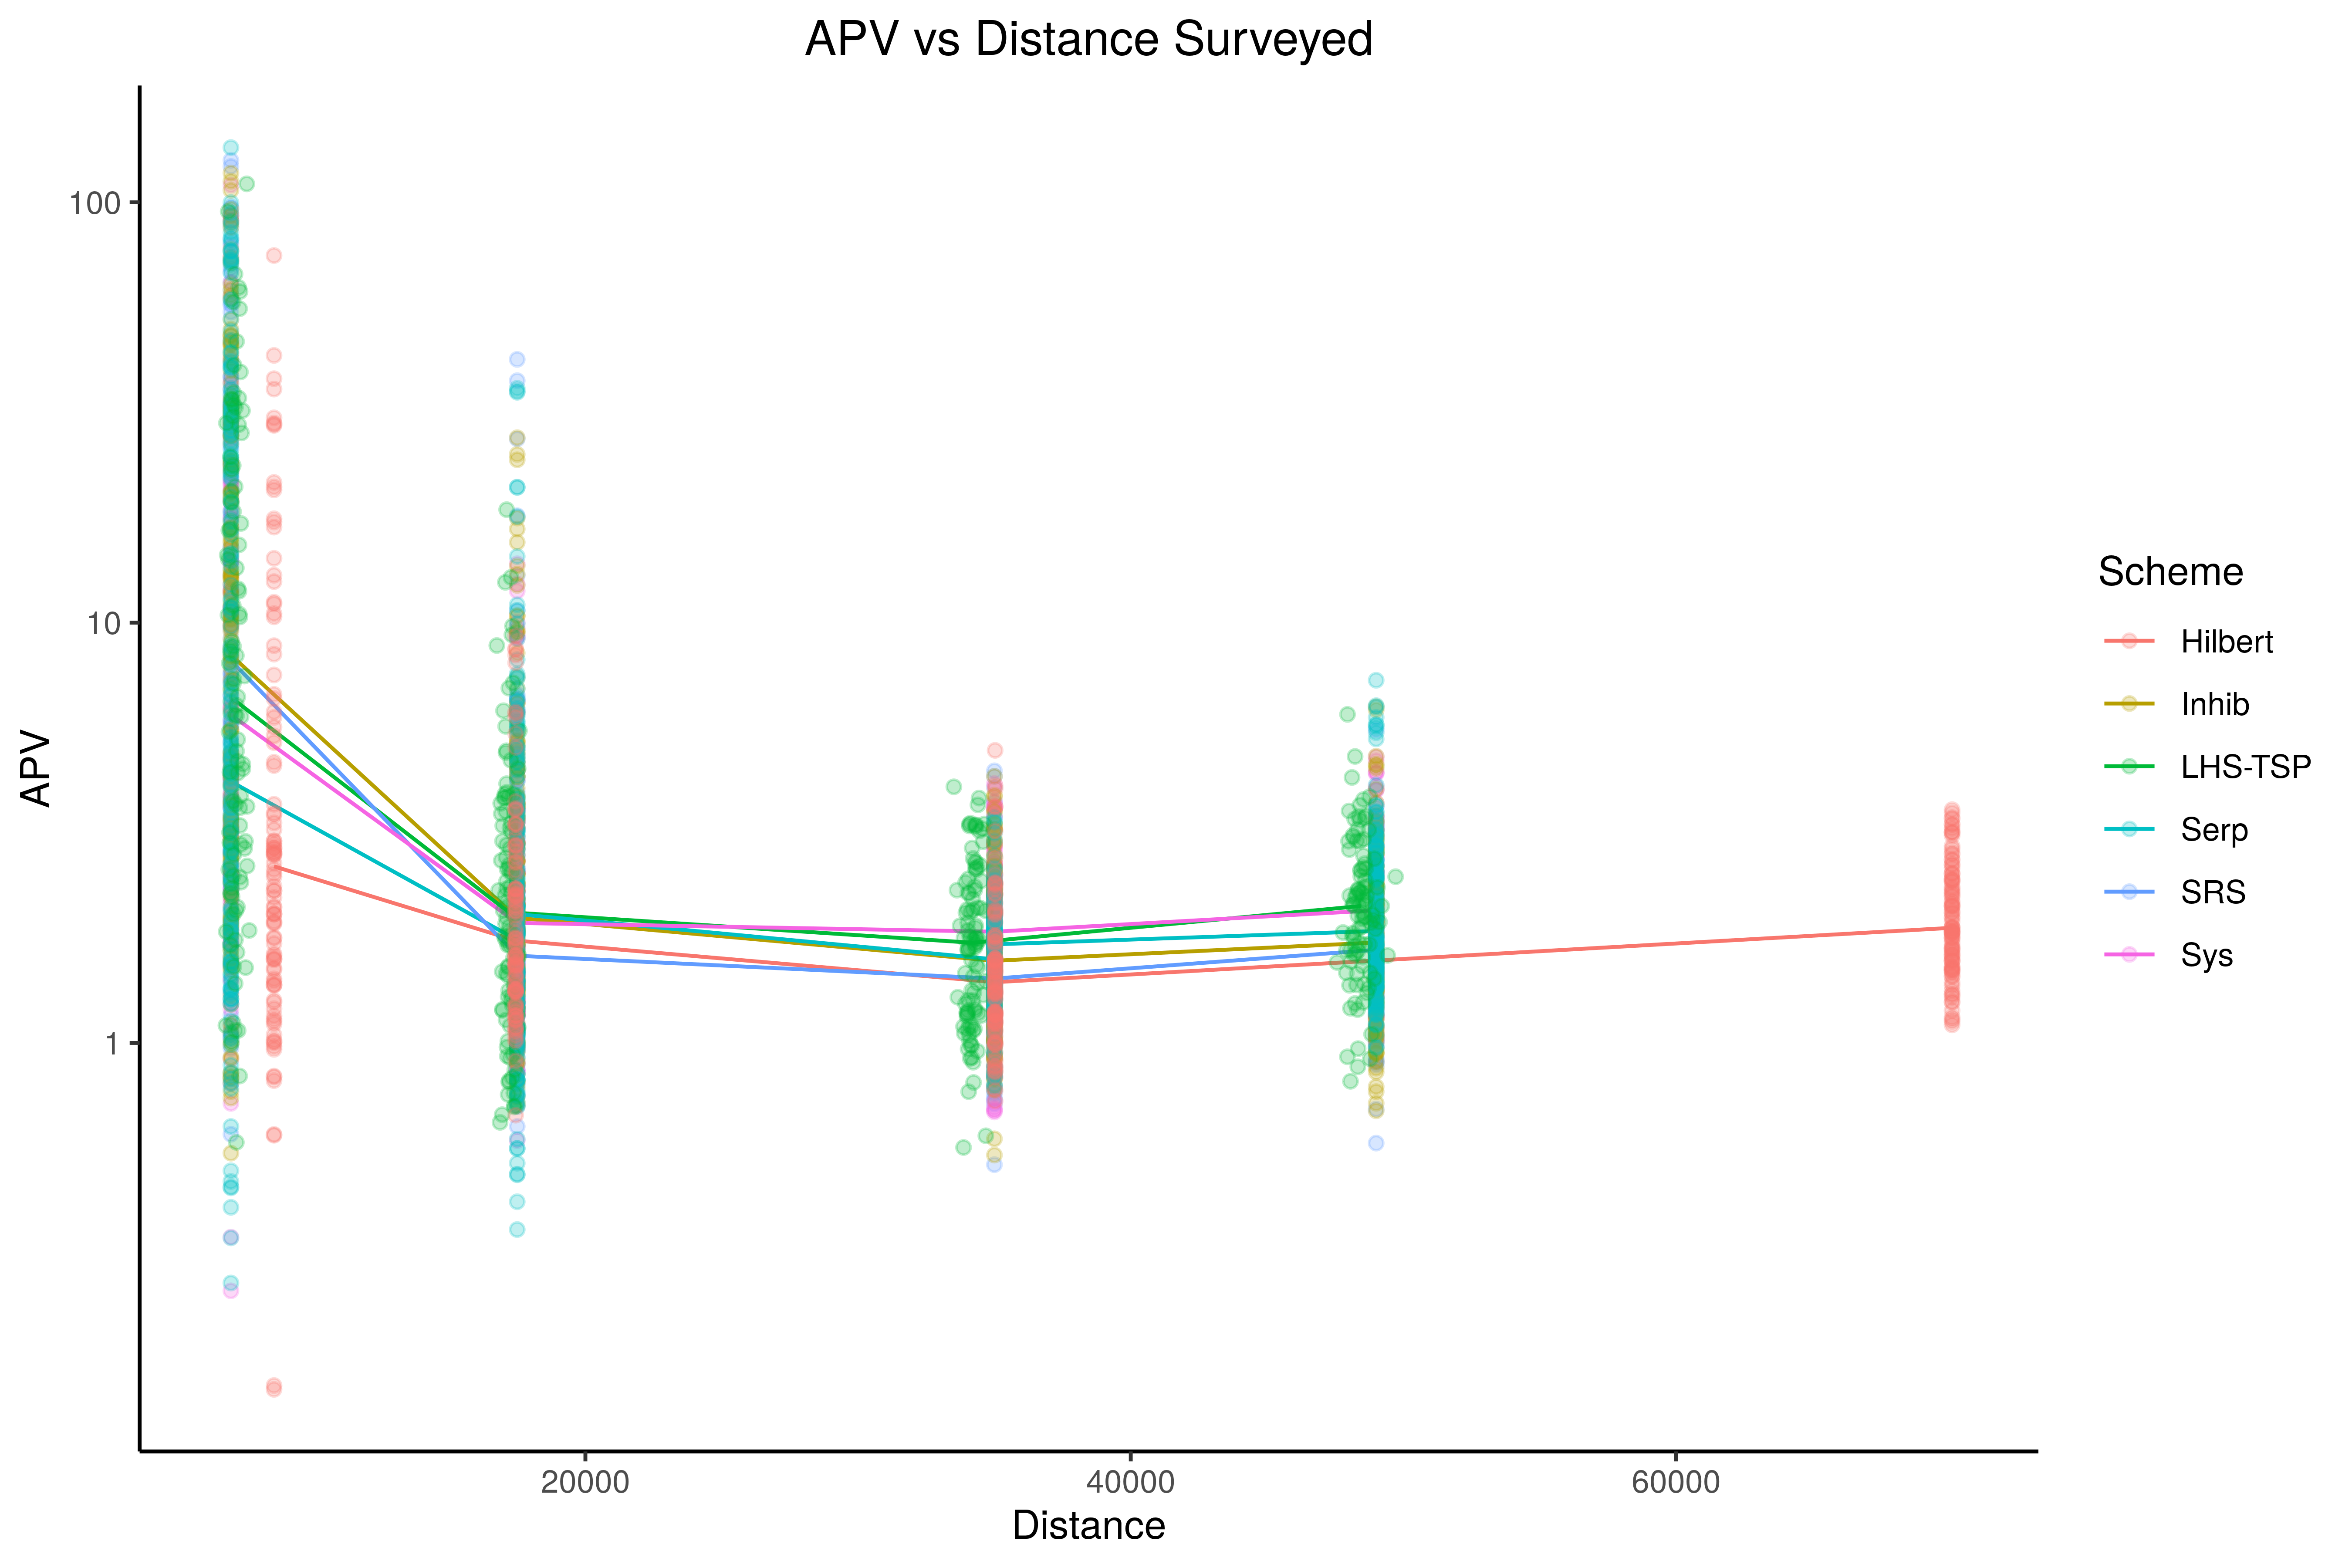 APV vs Distance Surveyed
APV
100
10
1
20000
40000
60000
Distance
Scheme
Hilbert
Inhib
LHS-TSP
Serp
SRS
Sys